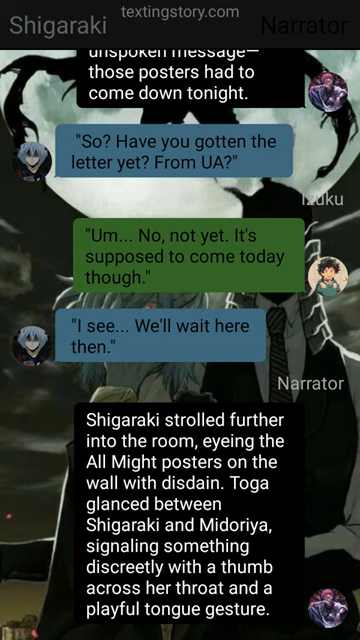 textingstory.com
Shigaraki
Narrator
unspoken message—
those posters had to
come down tonight.
"So? Have you gotten the
letter yet? From UA?"
Izuku
"Um... No, not yet. It's
supposed to come today
though."
"I see... We'll wait here
then."
Narrator
Shigaraki strolled further
into the room, eyeing the
All Might posters on the
wall with disdain. Toga
glanced between
Shigaraki and Midoriya,
signaling something
discreetly with a thumb
across her throat and a
playful tongue gesture.